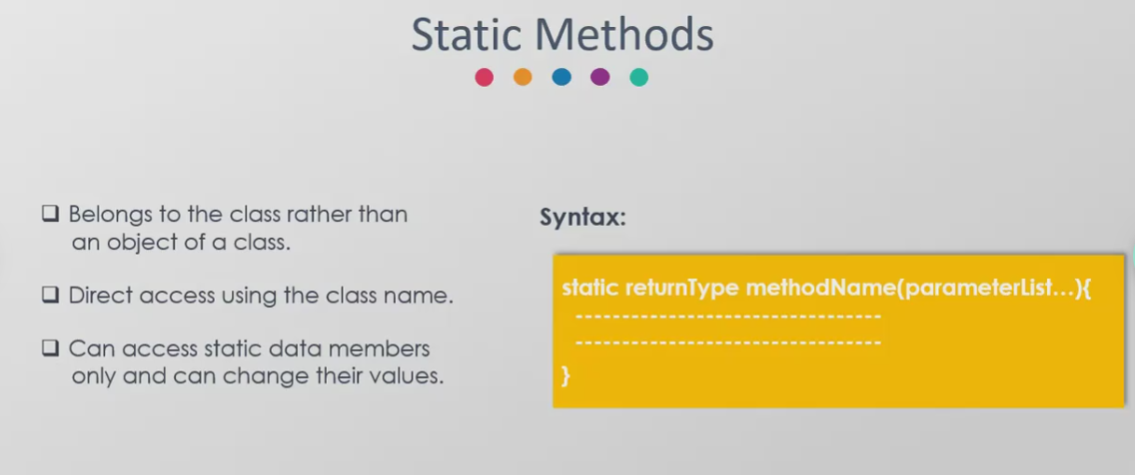 Static Methods
❑ Belongs to the class rather than
an object of a class.
❑ Direct access using the class name.
❑ Can access static data members
only and can change their values.
Syntax:
static returnType methodName(parameterList...){
---------------------------------
---------------------------------
}